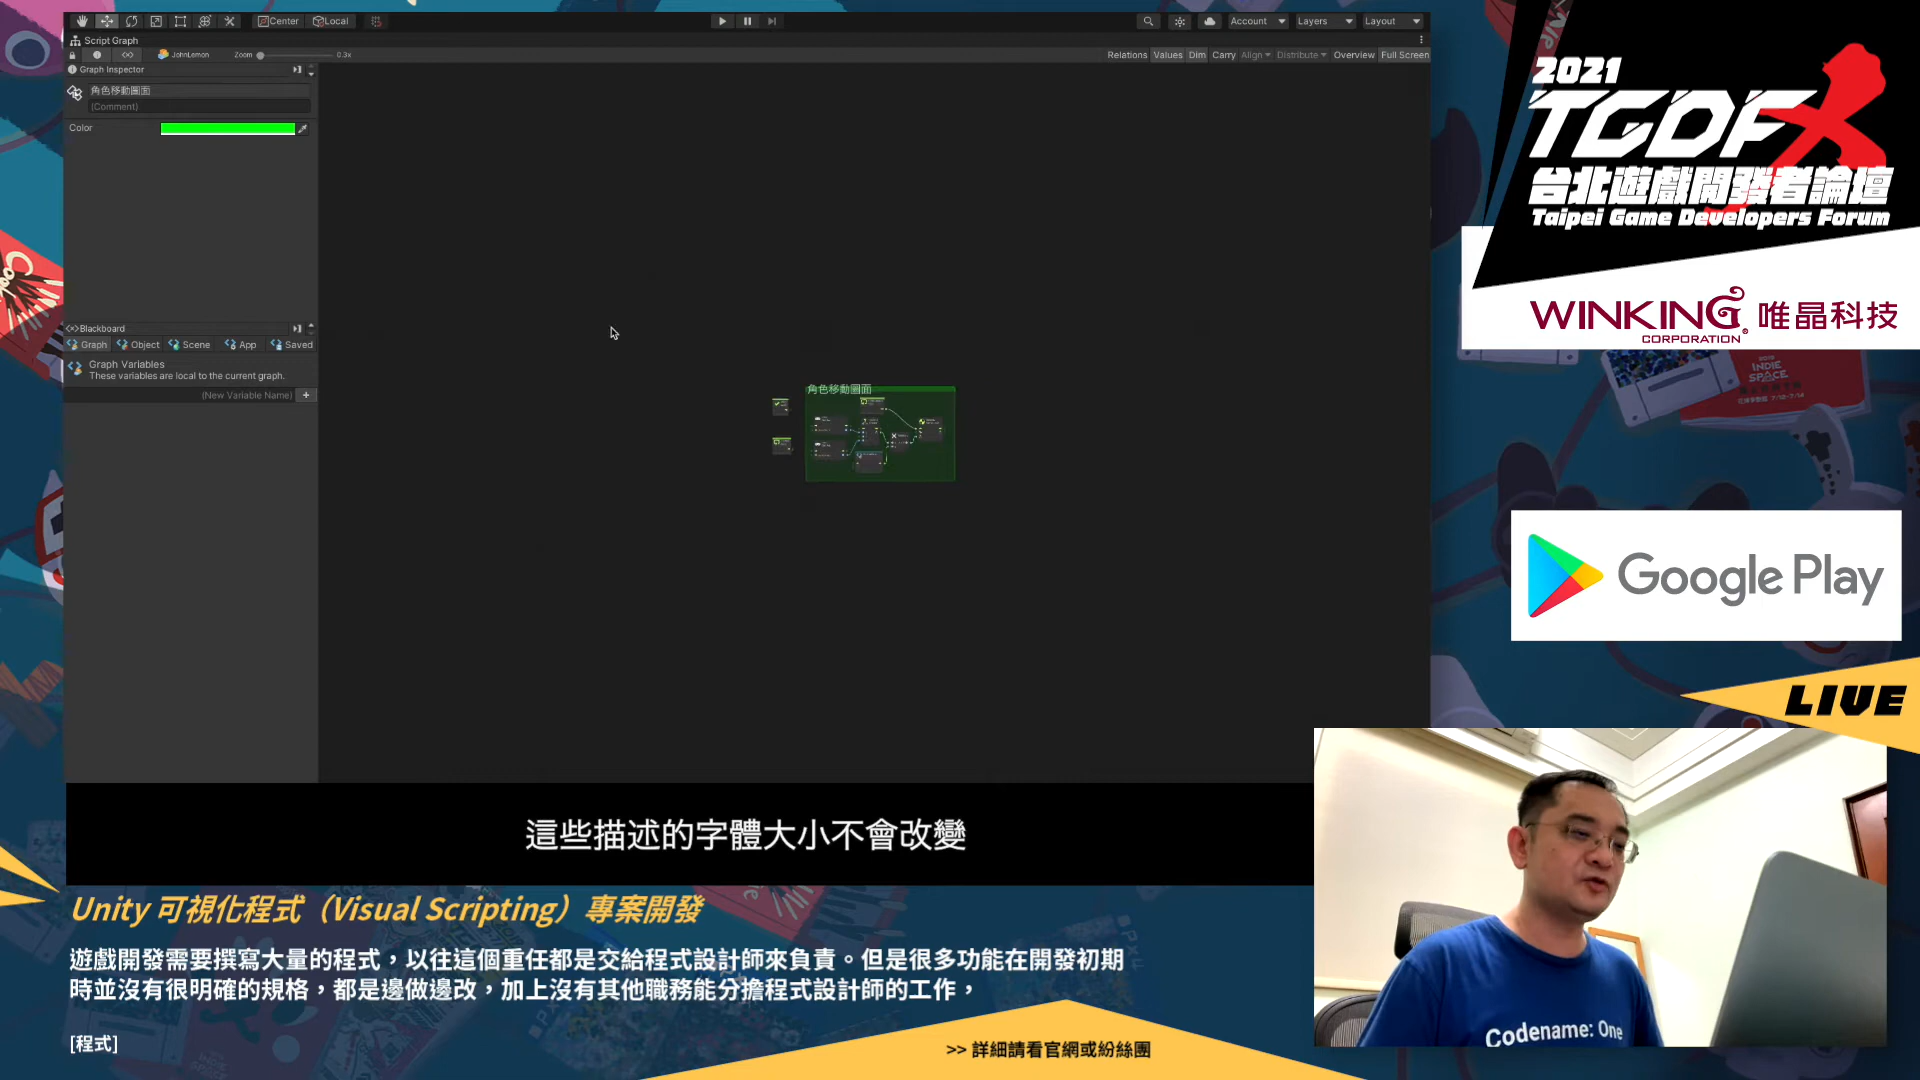 Center
Local
Account
Layers
Layout
Script Graph
JohnLemon
Zoom
0.3x
Relations
Values
Dim
Carry
Align
Distribute
Overview
Full Screen
Graph Inspector
角色移動圖面
(Comment)
Color
Blackboard
Graph
Object
Scene
App
Saved
Graph Variables
These variables are local to the current graph.
(New Variable Name)
角色移動圖面
這些描述的字體大小不會改變
2021
TGDF
台北遊戲開發者論壇
Taipei Game Developers Forum
WINKING
CORPORATION
唯晶科技
INDIE
SPACE
Google Play
LIVE
Codename: One
Unity 可視化程式（Visual Scripting）專案開發
遊戲開發需要撰寫大量的程式，以往這個重任都是交給程式設計師來負責。但是很多功能在開發初期
時並沒有很明確的規格，都是邊做邊改，加上沒有其他職務能分擔程式設計師的工作，
[程式]
>> 詳細請看官網或紛絲團